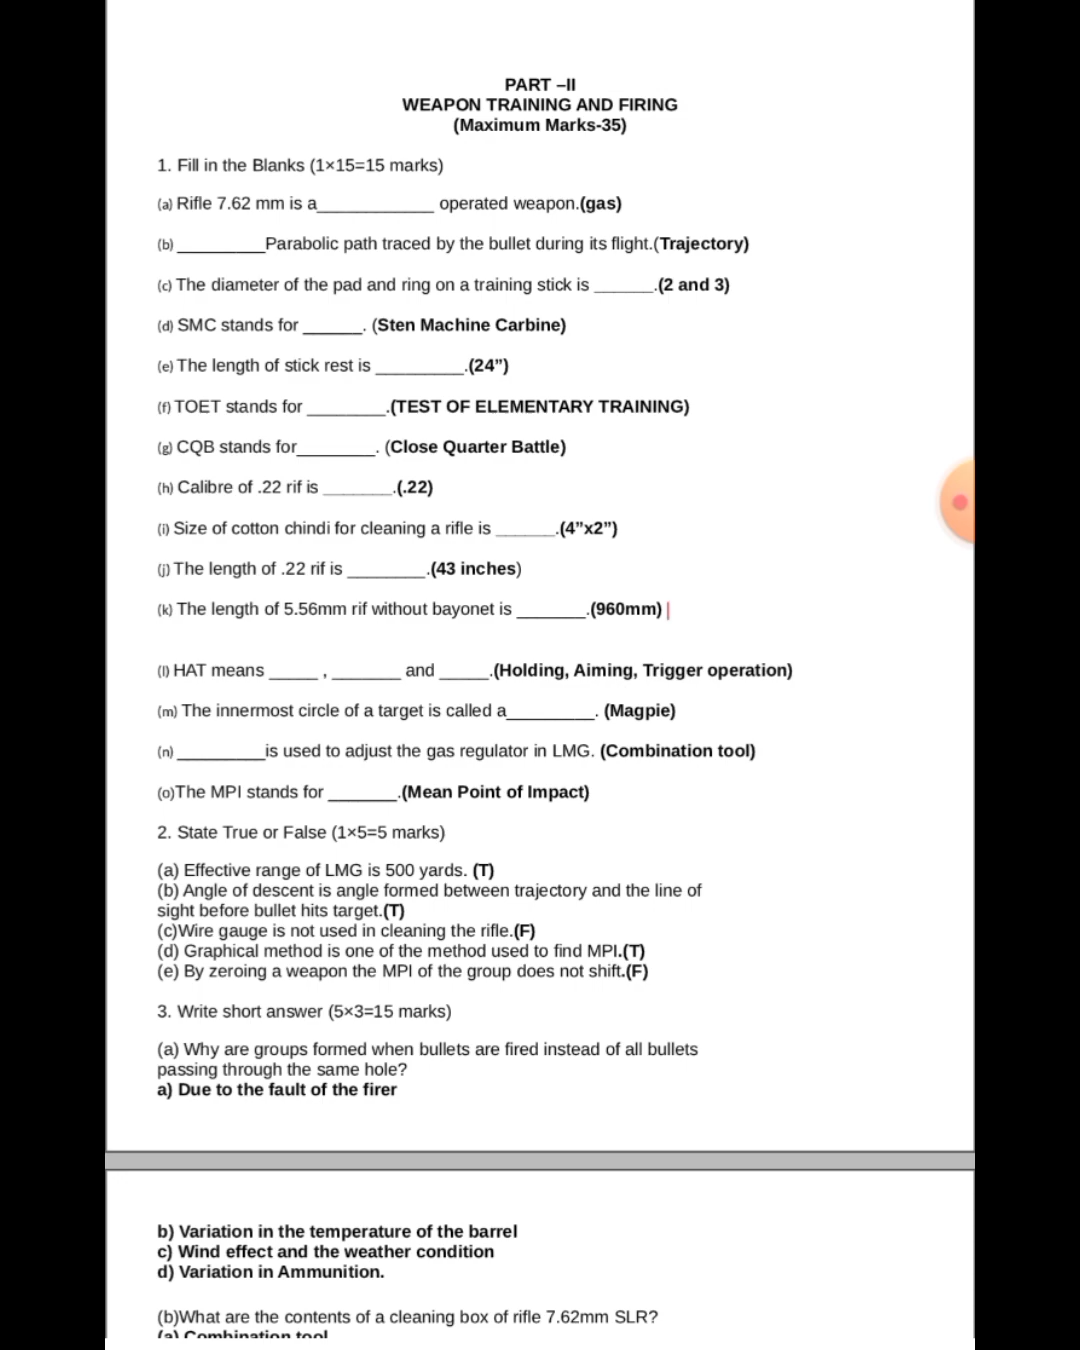 PART –II
WEAPON TRAINING AND FIRING
(Maximum Marks-35)
1. Fill in the Blanks (1×15=15 marks)
(a) Rifle 7.62 mm is a____________ operated weapon.(gas)
(b) _________Parabolic path traced by the bullet during its flight.(Trajectory)
(c) The diameter of the pad and ring on a training stick is ______.(2 and 3)
(d) SMC stands for ______. (Sten Machine Carbine)
(e) The length of stick rest is _________.(24”)
(f) TOET stands for ________.(TEST OF ELEMENTARY TRAINING)
(g) CQB stands for________. (Close Quarter Battle)
(h) Calibre of .22 rif is _______.(.22)
(i) Size of cotton chindi for cleaning a rifle is ______.(4”x2”)
(j) The length of .22 rif is ________.(43 inches)
(k) The length of 5.56mm rif without bayonet is _______.(960mm)
(l) HAT means _____ , _______ and _____.(Holding, Aiming, Trigger operation)
(m) The innermost circle of a target is called a_________. (Magpie)
(n) _________is used to adjust the gas regulator in LMG. (Combination tool)
(o)The MPI stands for _______.(Mean Point of Impact)
2. State True or False (1×5=5 marks)
(a) Effective range of LMG is 500 yards. (T)
(b) Angle of descent is angle formed between trajectory and the line of
sight before bullet hits target.(T)
(c)Wire gauge is not used in cleaning the rifle.(F)
(d) Graphical method is one of the method used to find MPI.(T)
(e) By zeroing a weapon the MPI of the group does not shift.(F)
3. Write short answer (5×3=15 marks)
(a) Why are groups formed when bullets are fired instead of all bullets
passing through the same hole?
a) Due to the fault of the firer
b) Variation in the temperature of the barrel
c) Wind effect and the weather condition
d) Variation in Ammunition.
(b)What are the contents of a cleaning box of rifle 7.62mm SLR?
(a) Combination tool